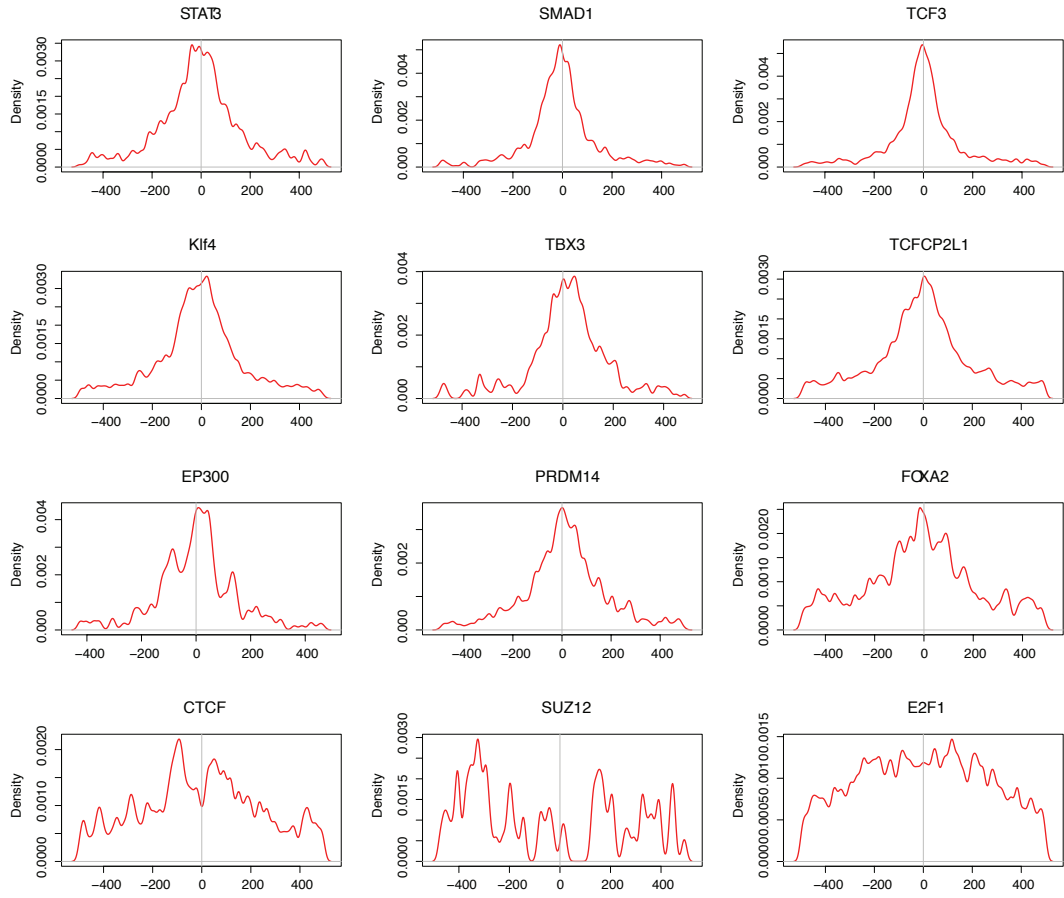 STAT3 SMAD1 TCF3
Density 0.0000 0.0015 0.0030
−400 −200 0 200 400
Density 0.000 0.002 0.004
−400 −200 0 200 400
Density 0.000 0.002 0.004
−400 −200 0 200 400
Klf4 TBX3 TCFCP2L1
Density 0.0000 0.0015 0.0030
−400 −200 0 200 400
Density 0.000 0.002 0.004
−400 −200 0 200 400
Density 0.0000 0.0015 0.0030
−400 −200 0 200 400
EP300 PRDM14 FOXA2
Density 0.000 0.002 0.004
−400 −200 0 200 400
Density 0.000 0.002
−400 −200 0 200 400
Density 0.0000 0.0010 0.0020
−400 −200 0 200 400
CTCF SUZ12 E2F1
Density 0.0000 0.0010 0.0020
−400 −200 0 200 400
Density 0.0000 0.0015 0.0030
−400 −200 0 200 400
Density 0.0000 0.0005 0.0010 0.0015
−400 −200 0 200 400